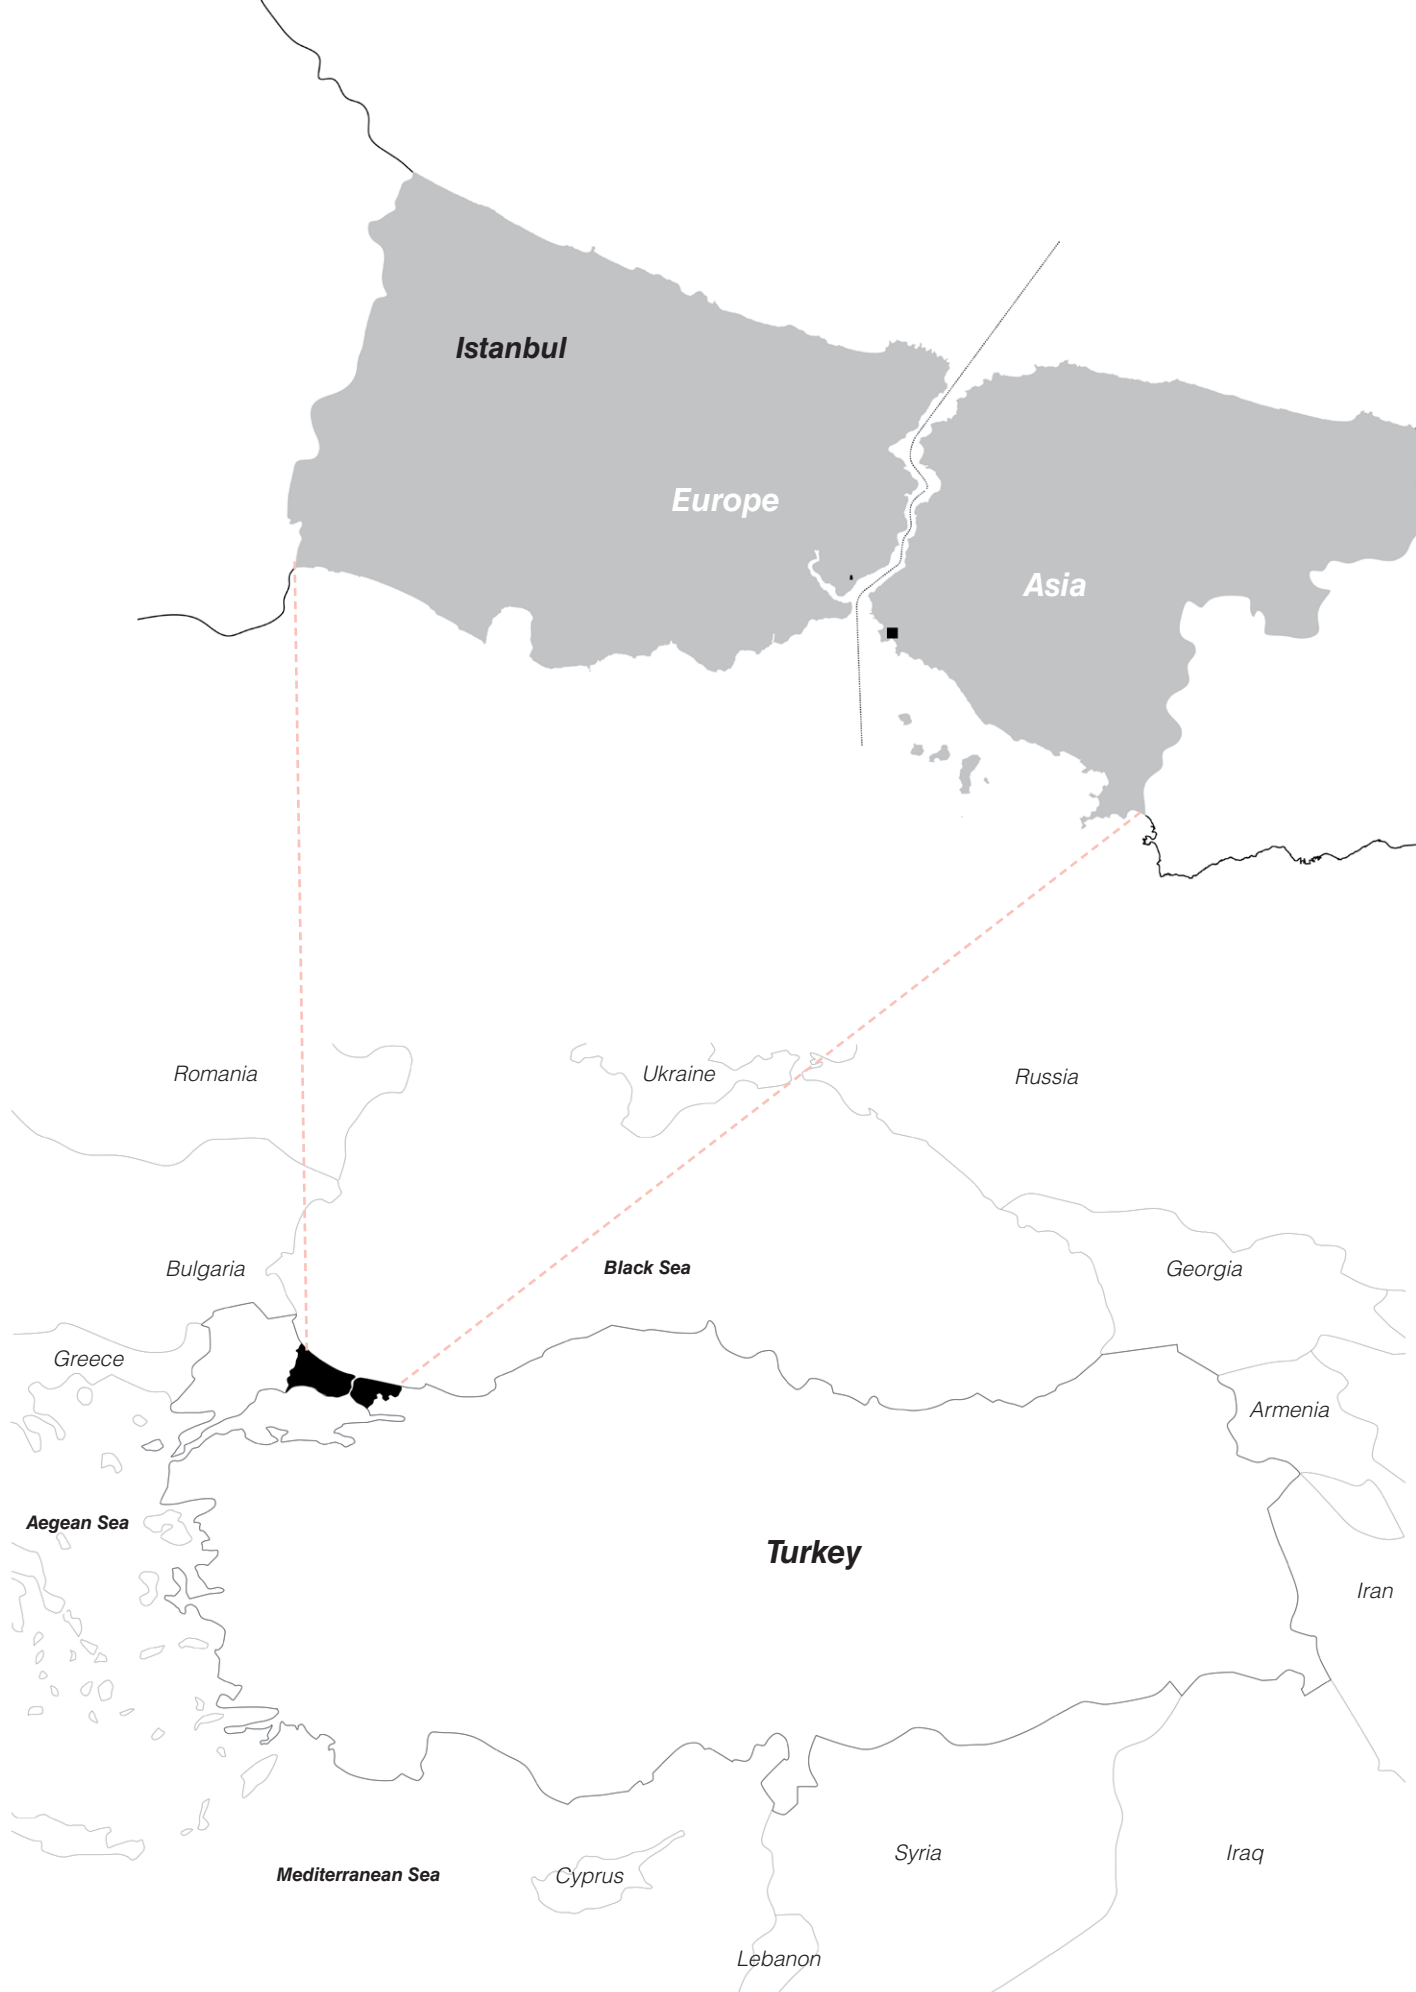 Istanbul
Europe
Asia
Romania
Ukraine
Russia
Bulgaria
Black Sea
Georgia
Greece
Armenia
Aegean Sea
Turkey
Iran
Syria
Iraq
Mediterranean Sea
Cyprus
Lebanon